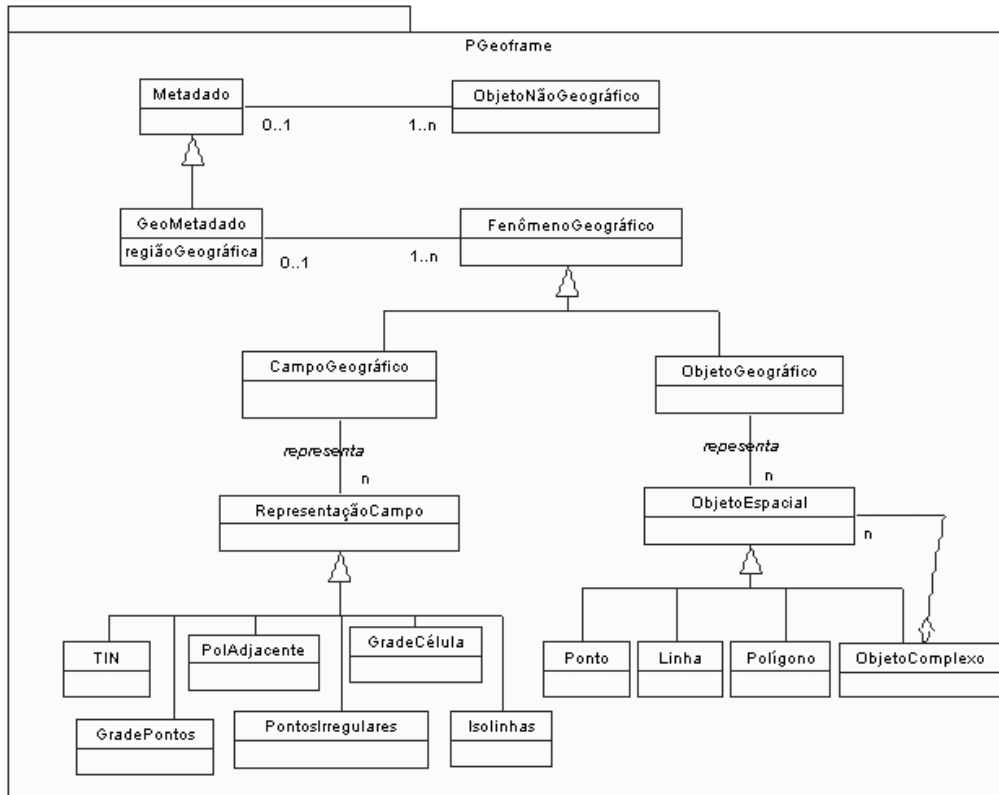 PGeoframe
Metadado
ObjetoNãoGeográfico
0..1
1..n
GeoMetadado
regiãoGeográfica
FenômenoGeográfico
0..1
1..n
CampoGeográfico
ObjetoGeográfico
representa
n
repesenta
n
RepresentaçãoCampo
ObjetoEspacial
n
TIN
PolAdjacente
GradeCélula
GradePontos
PontosIrregulares
Isolinhas
Ponto
Linha
Polígono
ObjetoComplexo